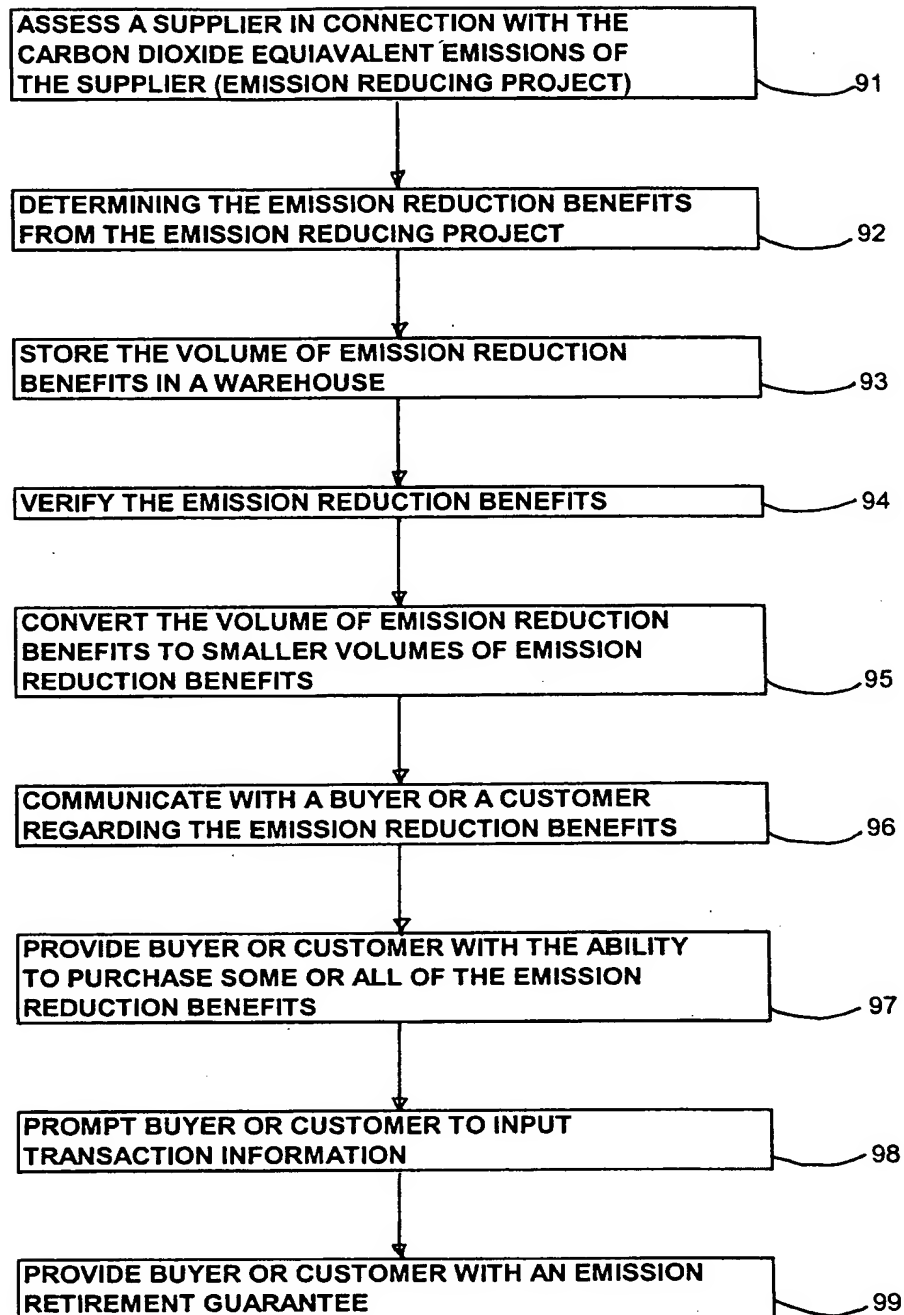 ASSESS A SUPPLIER IN CONNECTION WITH THE
CARBON DIOXIDE EQUIAVALENT EMISSIONS OF
THE SUPPLIER (EMISSION REDUCING PROJECT)
91
DETERMINING THE EMISSION REDUCTION BENEFITS
FROM THE EMISSION REDUCING PROJECT
92
STORE THE VOLUME OF EMISSION REDUCTION
BENEFITS IN A WAREHOUSE
93
VERIFY THE EMISSION REDUCTION BENEFITS
94
CONVERT THE VOLUME OF EMISSION REDUCTION
BENEFITS TO SMALLER VOLUMES OF EMISSION
REDUCTION BENEFITS
95
COMMUNICATE WITH A BUYER OR A CUSTOMER
REGARDING THE EMISSION REDUCTION BENEFITS
96
PROVIDE BUYER OR CUSTOMER WITH THE ABILITY
TO PURCHASE SOME OR ALL OF THE EMISSION
REDUCTION BENEFITS
97
PROMPT BUYER OR CUSTOMER TO INPUT
TRANSACTION INFORMATION
98
PROVIDE BUYER OR CUSTOMER WITH AN EMISSION
RETIREMENT GUARANTEE
99